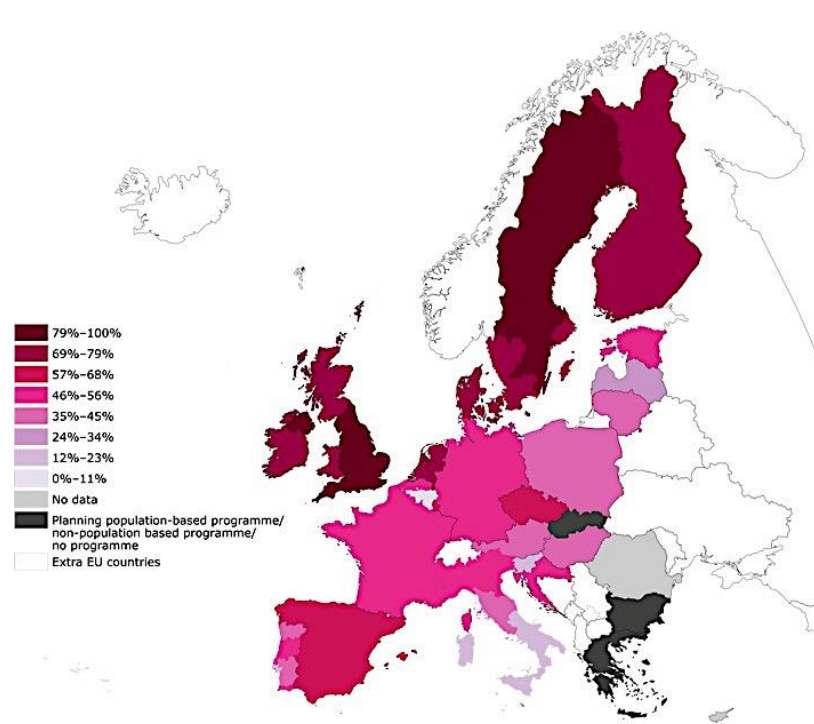 79%–100%
69%–79%
57%–68%
46%–56%
35%–45%
24%–34%
12%–23%
0%–11%
No data
Planning population-based programme/
non-population based programme/
no programme
Extra EU countries